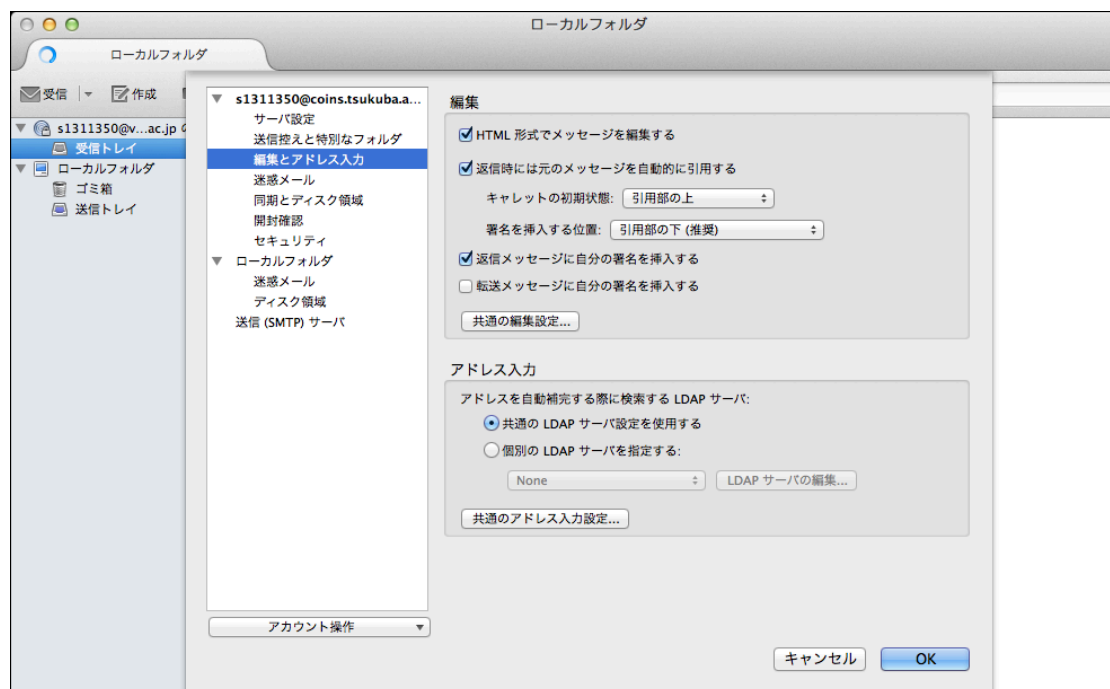 ローカルフォルダ
ローカルフォルダ
受信
作成
s1311350@v...ac.jp
受信トレイ
ローカルフォルダ
ゴミ箱
送信トレイ
s1311350@coins.tsukuba.a...
サーバ設定
送信控えと特別なフォルダ
編集とアドレス入力
迷惑メール
同期とディスク領域
開封確認
セキュリティ
ローカルフォルダ
迷惑メール
ディスク領域
送信 (SMTP) サーバ
アカウント操作
編集
HTML 形式でメッセージを編集する
返信時には元のメッセージを自動的に引用する
キャレットの初期状態: 引用部の上
署名を挿入する位置: 引用部の下 (推奨)
返信メッセージに自分の署名を挿入する
転送メッセージに自分の署名を挿入する
共通の編集設定...
アドレス入力
アドレスを自動補完する際に検索する LDAP サーバ:
共通の LDAP サーバ設定を使用する
個別の LDAP サーバを指定する:
None LDAP サーバの編集...
共通のアドレス入力設定...
キャンセル OK